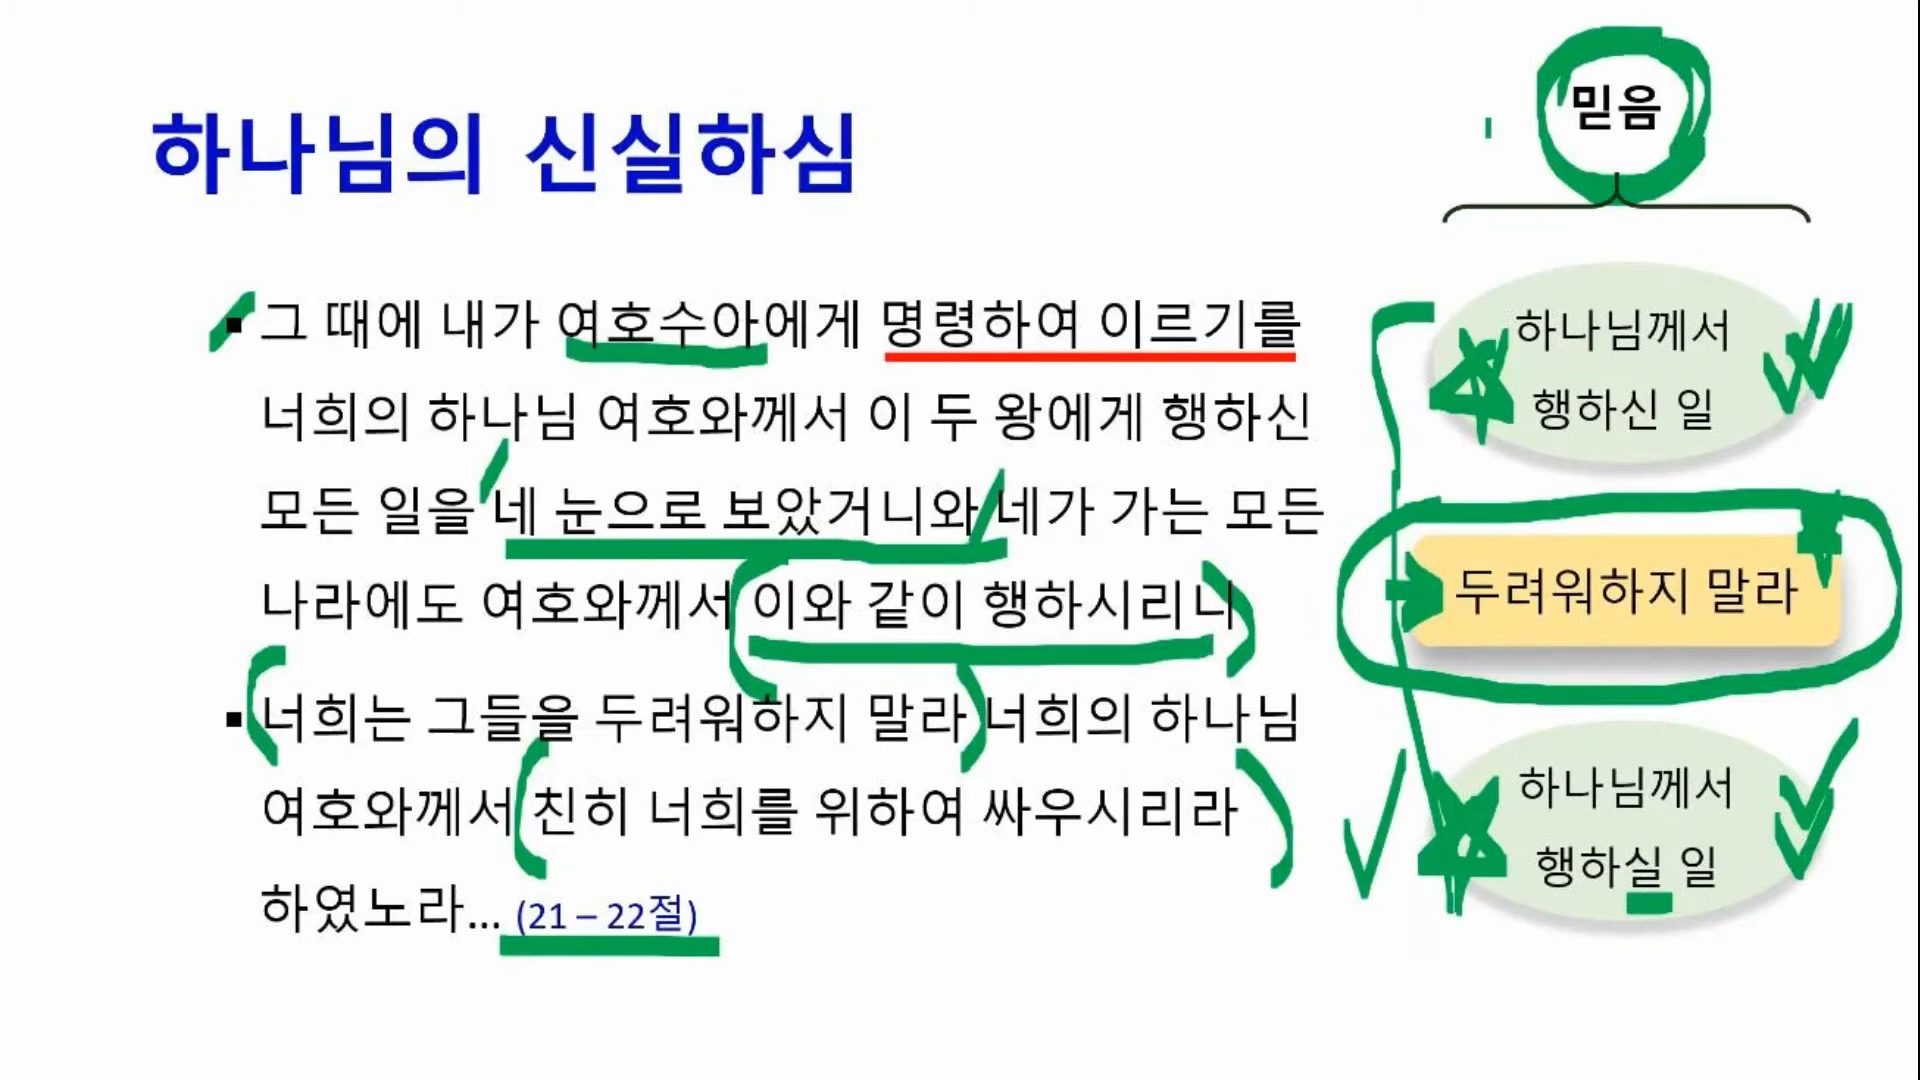 하나님의 신실하심
▪ 그 때에 내가 여호수아에게 명령하여 이르기를
너희의 하나님 여호와께서 이 두 왕에게 행하신
모든 일을 네 눈으로 보았거니와 네가 가는 모든
나라에도 여호와께서 이와 같이 행하시리니
▪ 너희는 그들을 두려워하지 말라 너희의 하나님
여호와께서 친히 너희를 위하여 싸우시리라
하였노라... (21 – 22절)
믿음
하나님께서
행하신 일
두려워하지 말라
하나님께서
행하실 일